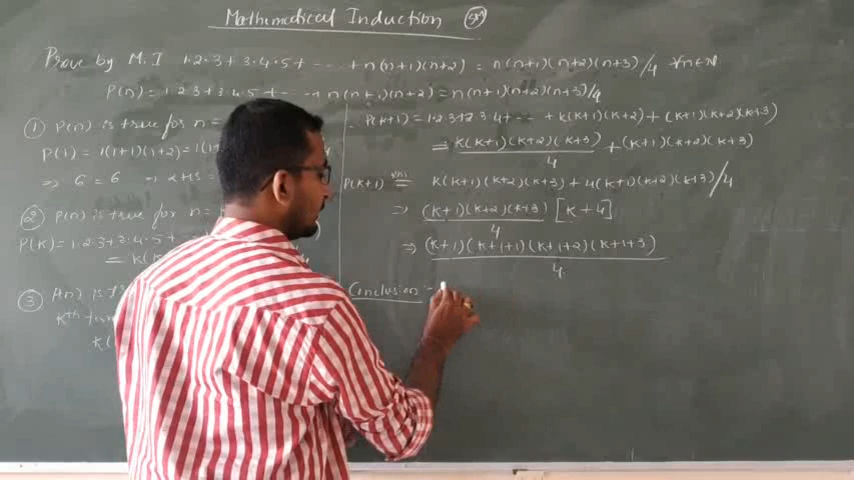 Mathematical Induction
Prove by M.I 1·2·3+3·4·5+ --- +n(n+1)(n+2) = n(n+1)(n+2)(n+3)/4 ∀n∈N
P(n) = 1·2·3+3·4·5+ --- +n(n+1)(n+2)=n(n+1)(n+2)(n+3)/4
① P(n) is true for n =
P(1) = 1(1+1)(1+2)=1(1+
⇒ 6 = 6 ⇒ LHS =
② P(n) is true for n =
P(k)=1·2·3+2·4·5+
= k(
③ P(n) is
kth term
k(
P(k+1) = 1·2·3+2·3·4+ --- + k(k+1)(k+2)+(k+1)(k+2)(k+3)
= k(k+1)(k+2)(k+3)/4 +(k+1)(k+2)(k+3)
P(k+1) = k(k+1)(k+2)(k+3)+4(k+1)(k+2)(k+3)/4
⇒ (k+1)(k+2)(k+3)/4 [k+4]
⇒ (k+1)(k+1+1)(k+1+2)(k+1+3)/4
Conclusion :-